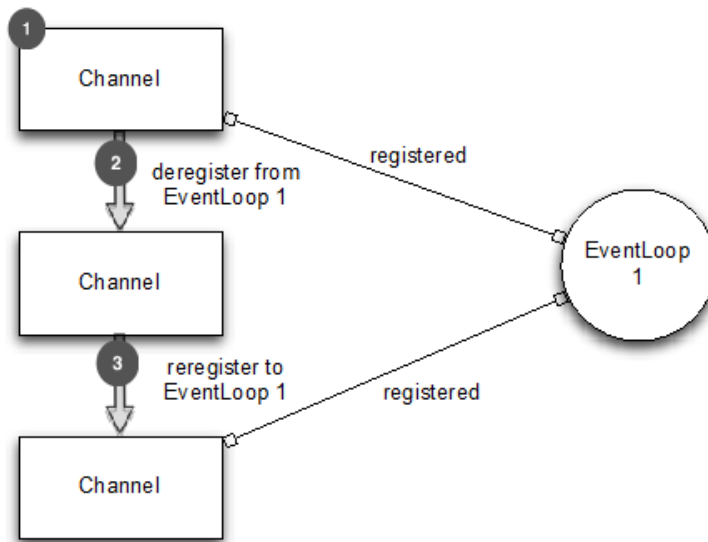 1
Channel
registered
2
deregister from
EventLoop 1
Channel
EventLoop
1
3
reregister to
EventLoop 1
registered
Channel